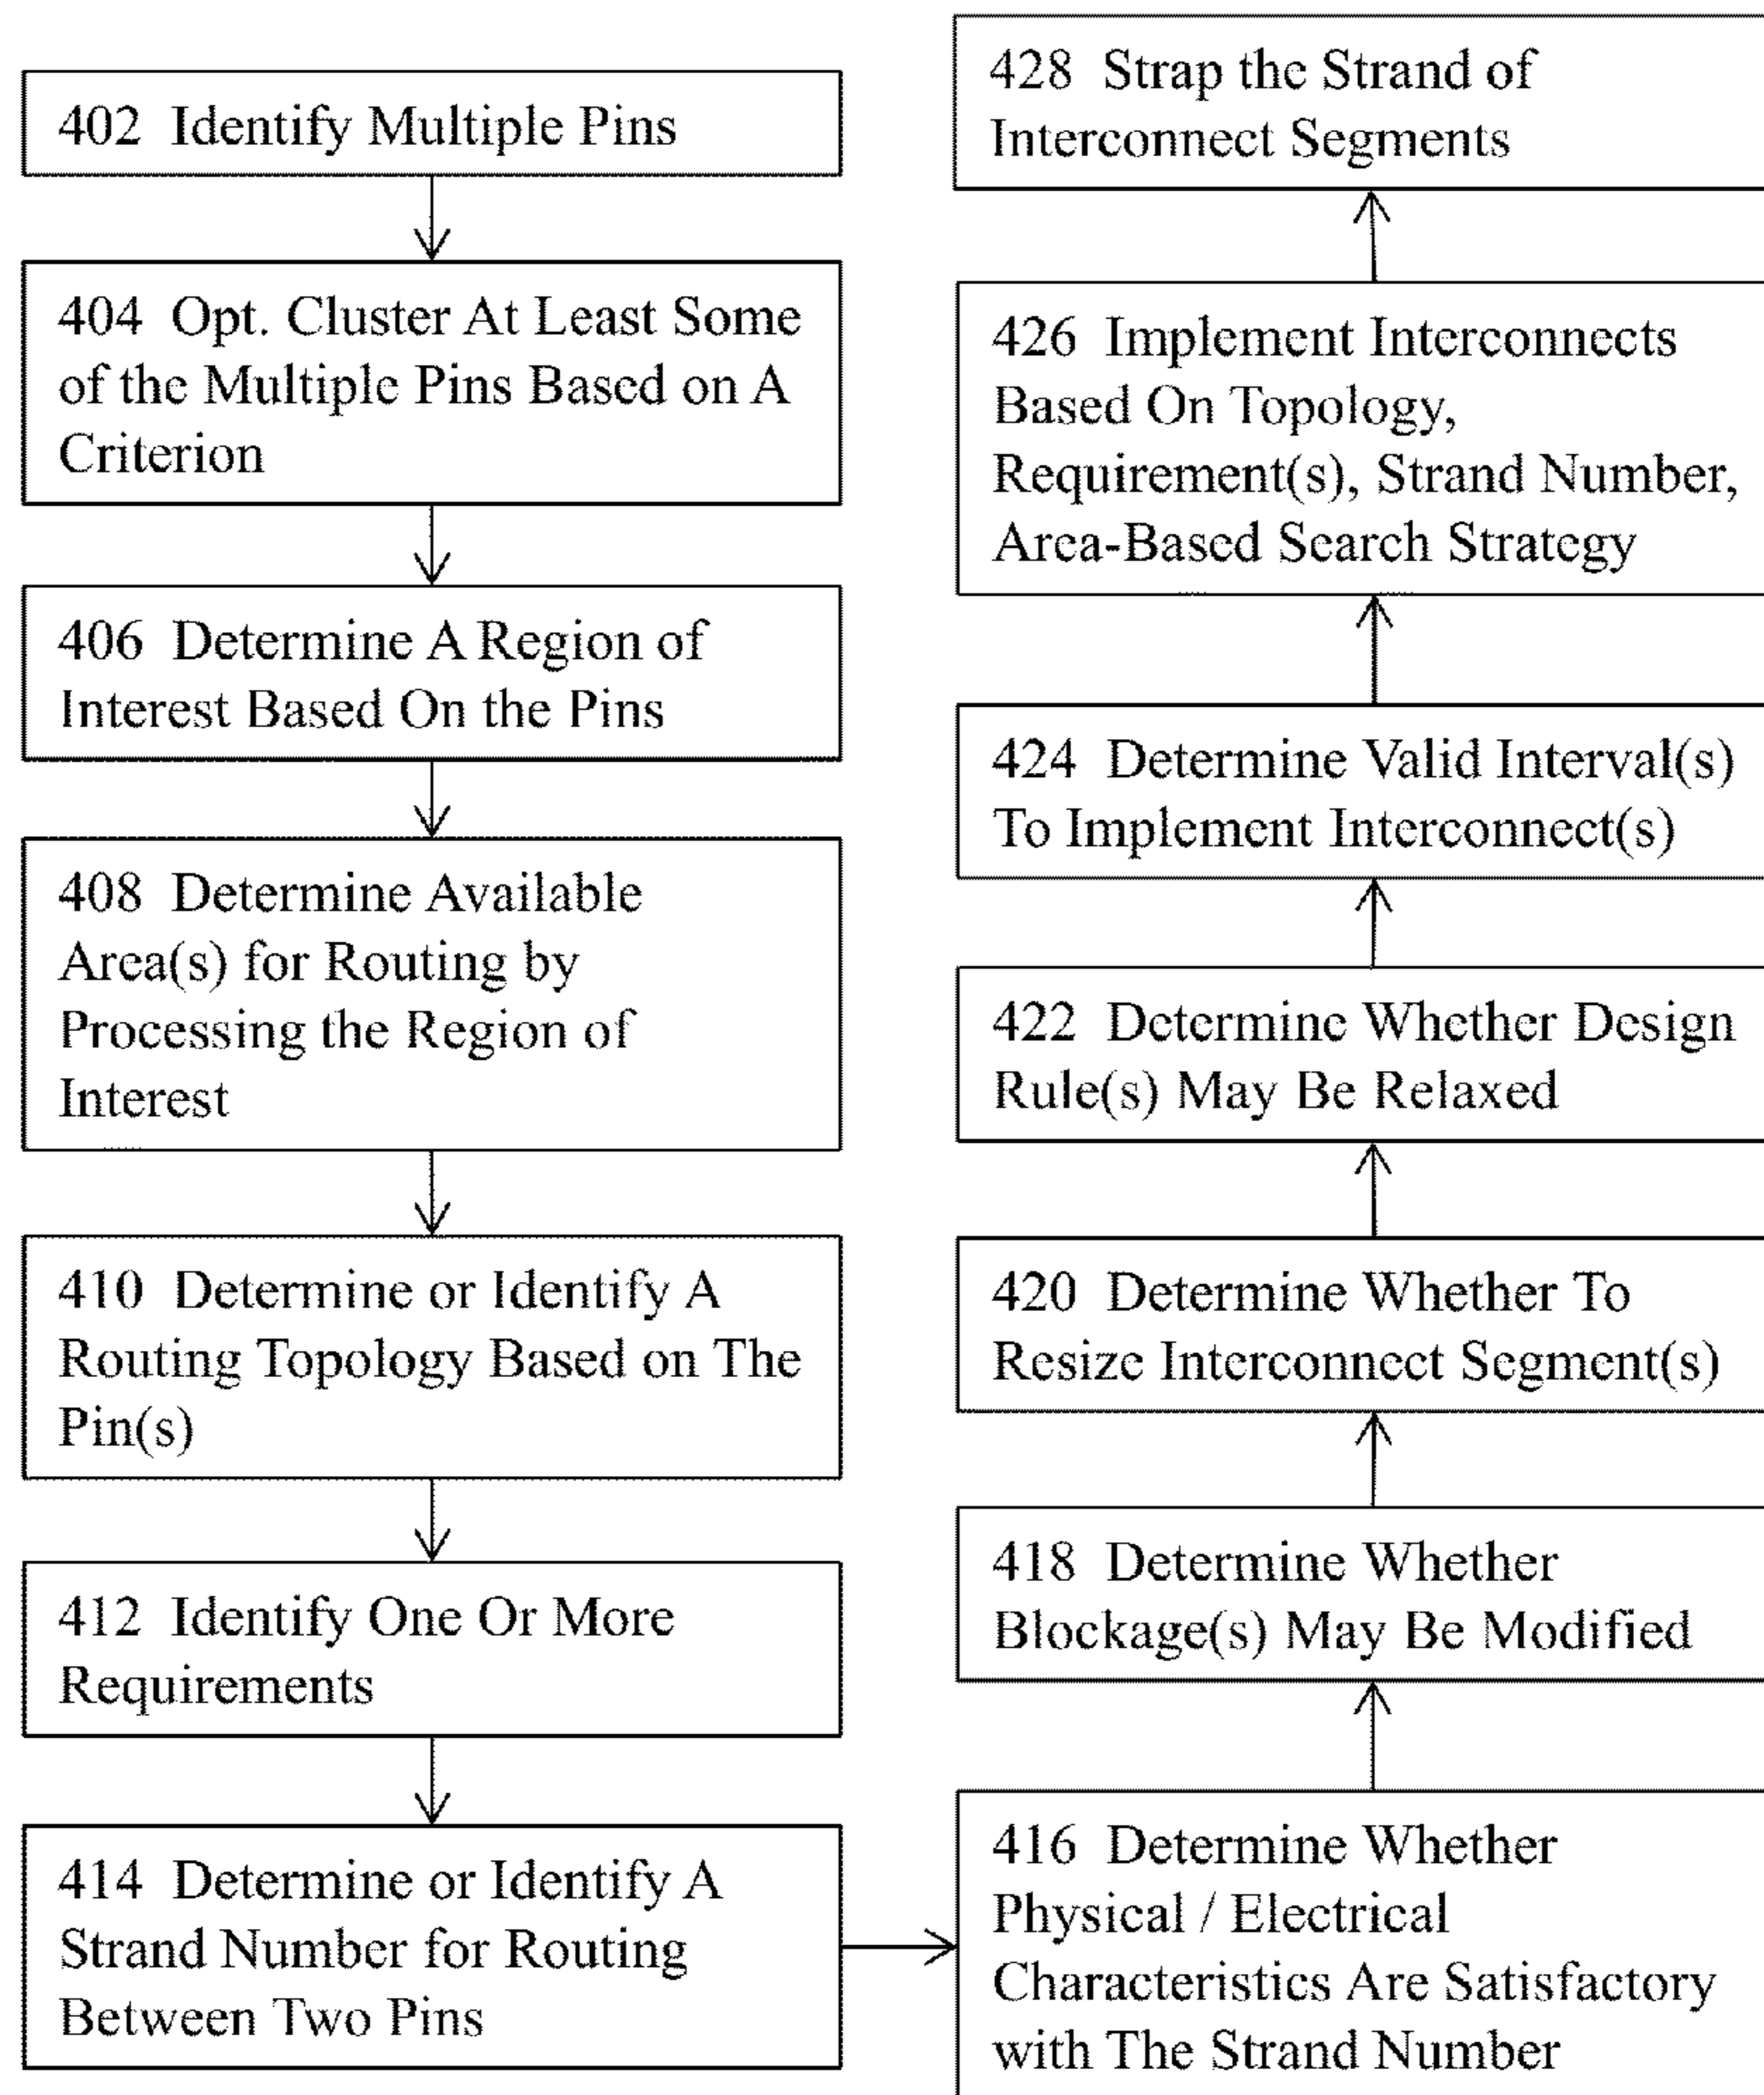 402 Identify Multiple Pins
404 Opt. Cluster At Least Some
of the Multiple Pins Based on A
Criterion
406 Determine A Region of
Interest Based On the Pins
408 Determine Available
Area(s) for Routing by
Processing the Region of
Interest
410 Determine or Identify A
Routing Topology Based on The
Pin(s)
412 Identify One Or More
Requirements
414 Determine or Identify A
Strand Number for Routing
Between Two Pins
416 Determine Whether
Physical / Electrical
Characteristics Are Satisfactory
with The Strand Number
418 Determine Whether
Blockage(s) May Be Modified
420 Determine Whether To
Resize Interconnect Segment(s)
422 Determine Whether Design
Rule(s) May Be Relaxed
424 Determine Valid Interval(s)
To Implement Interconnect(s)
426 Implement Interconnects
Based On Topology,
Requirement(s), Strand Number,
Area-Based Search Strategy
428 Strap the Strand of
Interconnect Segments